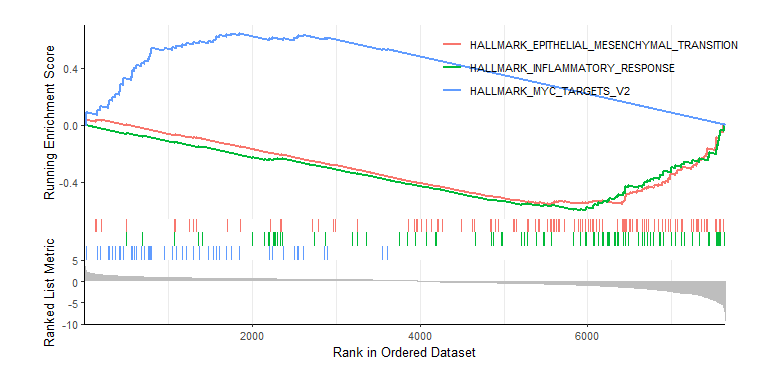 HALLMARK_EPITHELIAL_MESENCHYMAL_TRANSITION
HALLMARK_INFLAMMATORY_RESPONSE
HALLMARK_MYC_TARGETS_V2
Running Enrichment Score
0.4
0.0
-0.4
Ranked List Metric
5
0
-5
-10
2000 4000 6000
Rank in Ordered Dataset